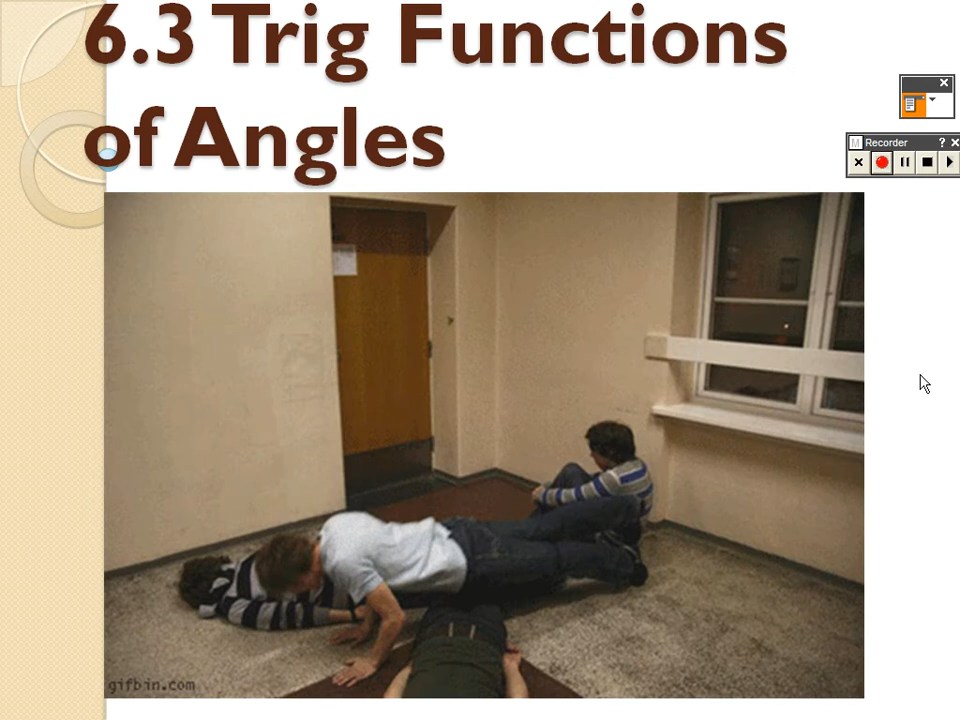 6.3 Trig Functions
of Angles
Recorder
gifbin.com